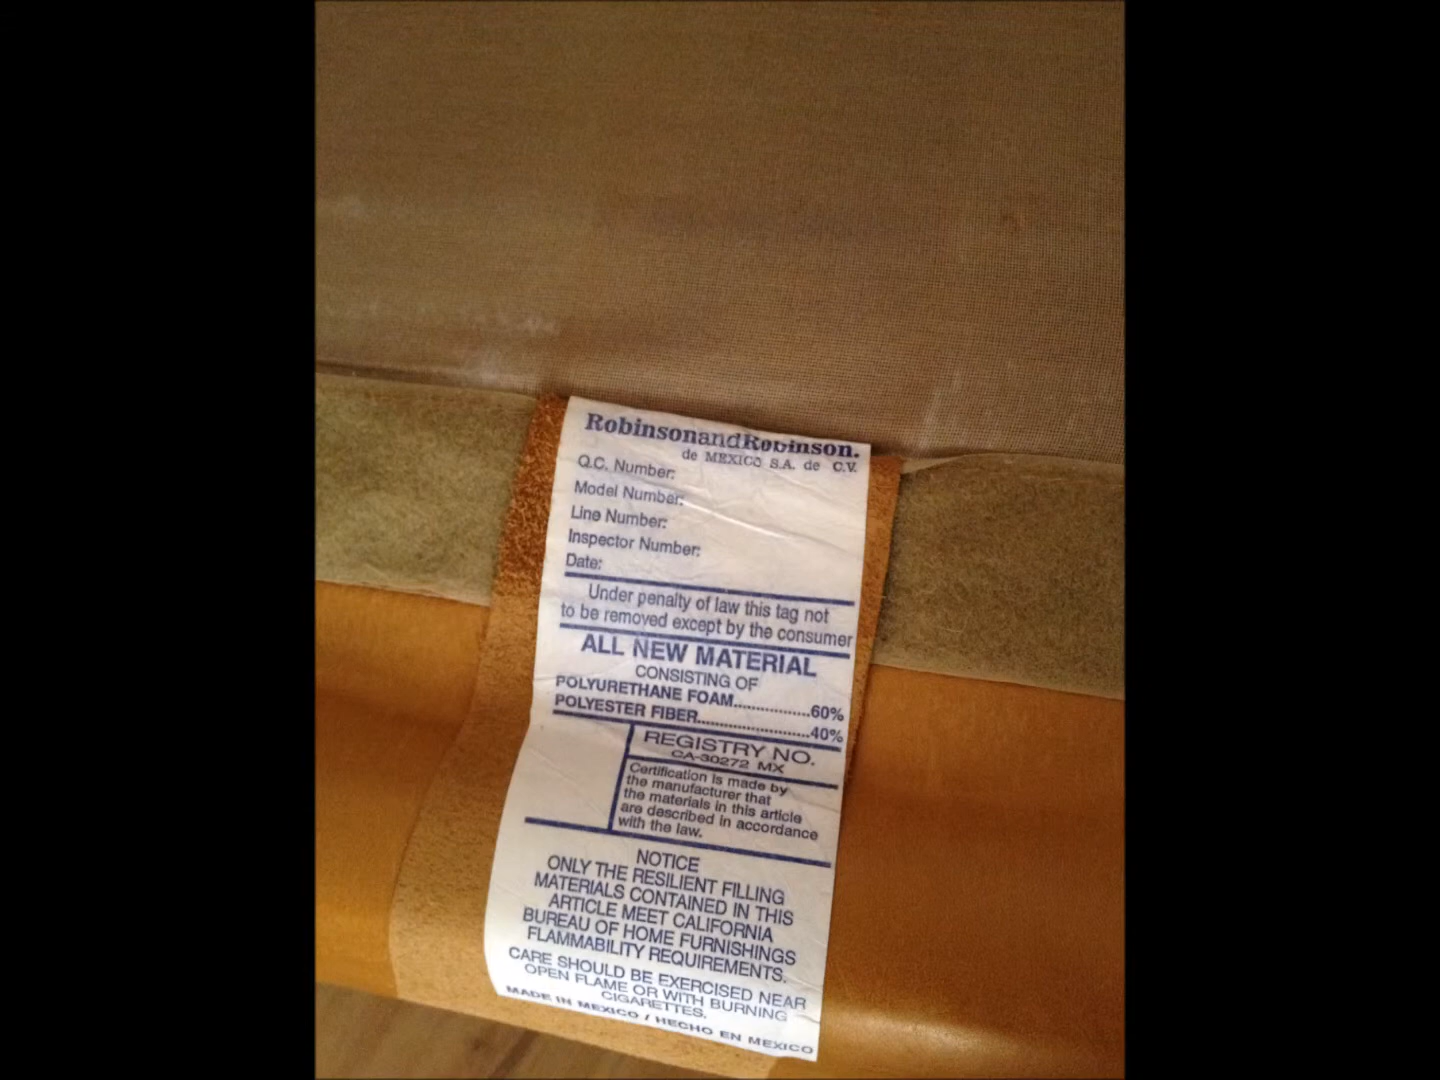 RobinsonandRobinson.
de MEXICO S.A. de C.V.
Q.C. Number:
Model Number:
Line Number:
Inspector Number:
Date:
Under penalty of law this tag not
to be removed except by the consumer
ALL NEW MATERIAL
CONSISTING OF
POLYURETHANE FOAM..................60%
POLYESTER FIBER..........................40%
REGISTRY NO.
CA-30272 MX
Certification is made by
the manufacturer that
the materials in this article
are described in accordance
with the law.
NOTICE
ONLY THE RESILIENT FILLING
MATERIALS CONTAINED IN THIS
ARTICLE MEET CALIFORNIA
BUREAU OF HOME FURNISHINGS
FLAMMABILITY REQUIREMENTS.
CARE SHOULD BE EXERCISED NEAR
OPEN FLAME OR WITH BURNING
CIGARETTES.
MADE IN MEXICO / HECHO EN MEXICO